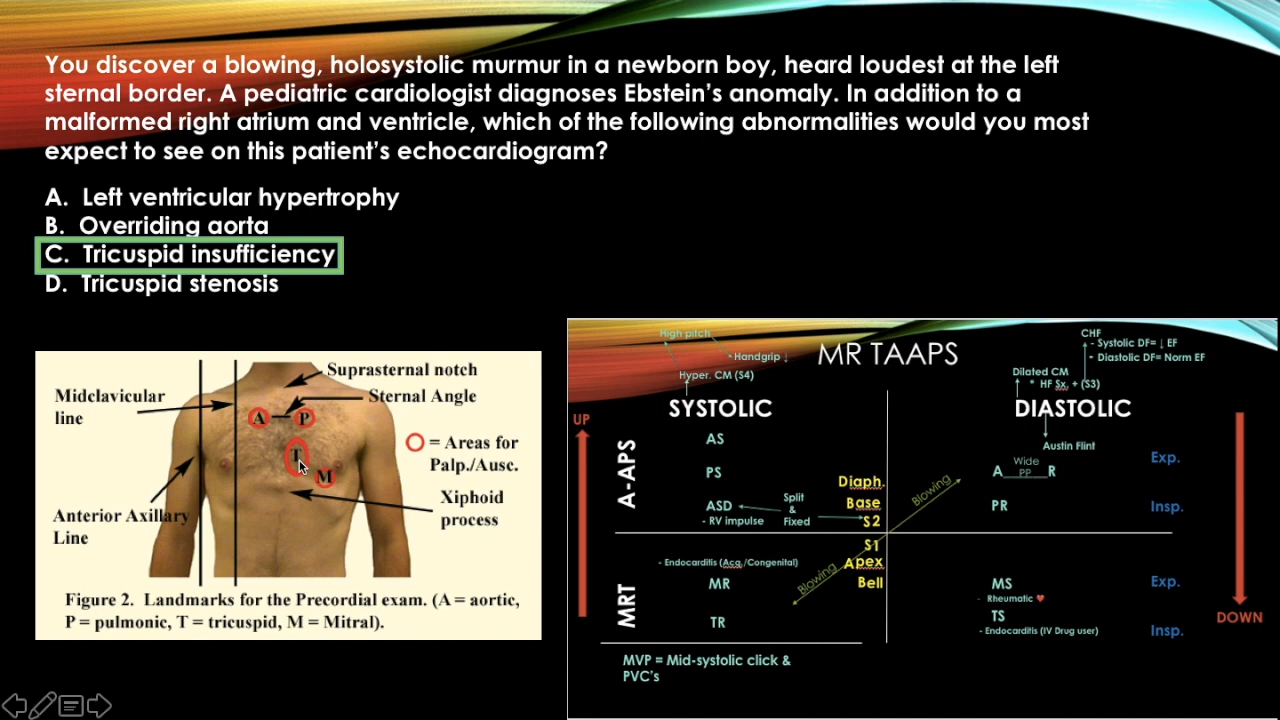 You discover a blowing, holosystolic murmur in a newborn boy, heard loudest at the left
sternal border. A pediatric cardiologist diagnoses Ebstein's anomaly. In addition to a
malformed right atrium and ventricle, which of the following abnormalities would you most
expect to see on this patient's echocardiogram?
A. Left ventricular hypertrophy
B. Overriding aorta
C. Tricuspid insufficiency
D. Tricuspid stenosis
Suprasternal notch
Midclavicular
line
Sternal Angle
A
P
T
M
= Areas for
Palp./Ausc.
Xiphoid
process
Anterior Axillary
Line
Figure 2. Landmarks for the Precordial exam. (A = aortic,
P = pulmonic, T = tricuspid, M = Mitral).
MR TAAPS
High pitch
Handgrip ↓
Hyper. CM (S4)
SYSTOLIC
CHF
- Systolic DF= ↓ EF
- Diastolic DF= Norm EF
Dilated CM
* HF Sx. + (S3)
DIASTOLIC
Austin Flint
UP
A-APS
AS
PS
ASD
- RV impulse
Split
&
Fixed
Diaph.
Base
S2
Blowing
Wide
PP
A R
PR
Exp.
Insp.
S1
Apex
Bell
Blowing
MRT
- Endocarditis (Acq./Congenital)
MR
TR
MS
- Rheumatic ♥
TS
- Endocarditis (IV Drug user)
Exp.
Insp.
DOWN
MVP = Mid-systolic click &
PVC's